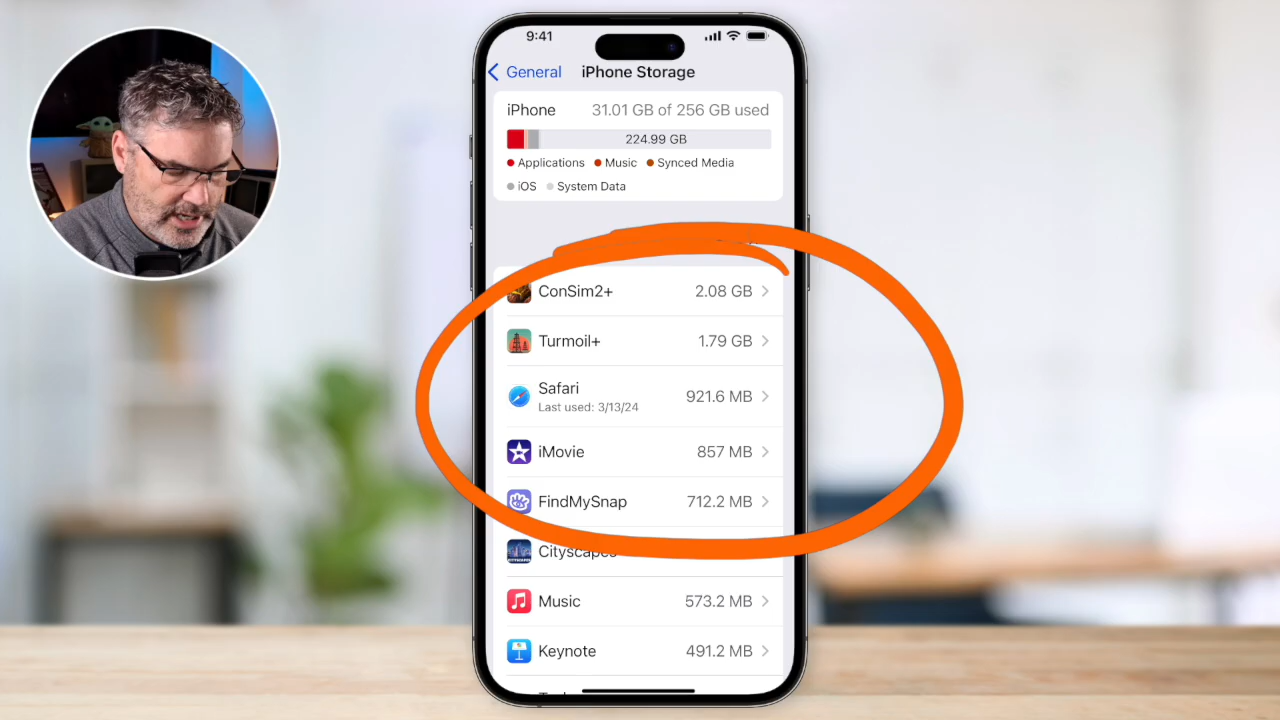 9:41
General iPhone Storage
iPhone 31.01 GB of 256 GB used
224.99 GB
Applications Music Synced Media
iOS System Data
ConSim2+ 2.08 GB
Turmoil+ 1.79 GB
Safari 921.6 MB
Last used: 3/13/24
iMovie 857 MB
FindMySnap 712.2 MB
Cityscapes
Music 573.2 MB
Keynote 491.2 MB